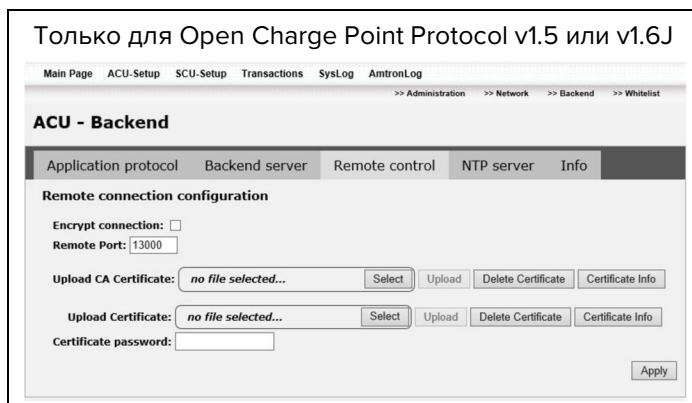 Только для Open Charge Point Protocol v1.5 или v1.6J
Main Page ACU-Setup SCU-Setup Transactions SysLog AmtronLog
>> Administration >> Network >> Backend >> Whitelist
ACU - Backend
Application protocol Backend server Remote control NTP server Info
Remote connection configuration
Encrypt connection:
Remote Port: 13000
Upload CA Certificate: no file selected... Select Upload Delete Certificate Certificate Info
Upload Certificate: no file selected... Select Upload Delete Certificate Certificate Info
Certificate password:
Apply